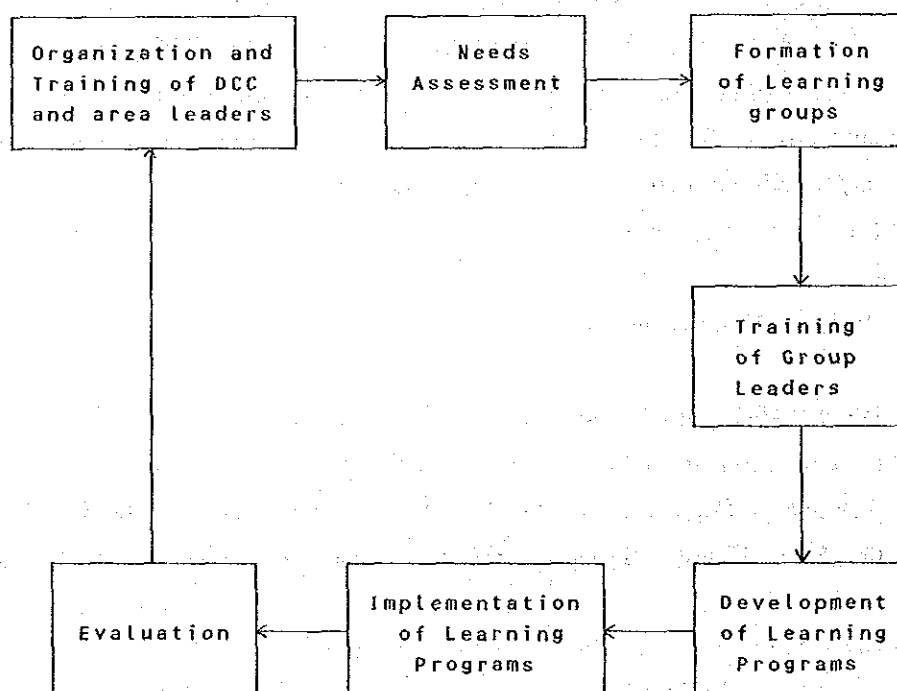 Organization and
Training of DCC
and area leaders
Needs
Assessment
Formation
of Learning
groups
Training
of Group
Leaders
Development
of Learning
Programs
Implementation
of Learning
Programs
Evaluation